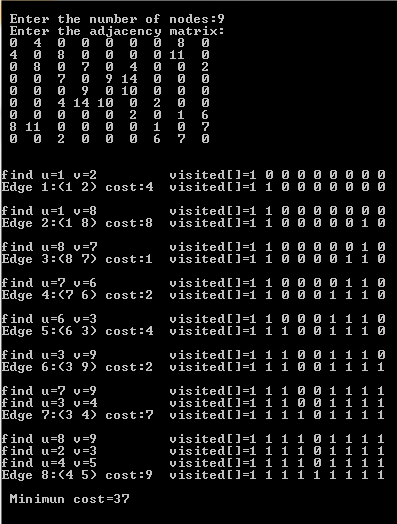 Enter the number of nodes:9
Enter the adjacency matrix:
0 4 0 0 0 0 0 8 0
4 0 8 0 0 0 0 11 0
0 8 0 7 0 4 0 0 2
0 0 7 0 9 14 0 0 0
0 0 0 9 0 10 0 0 0
0 0 4 14 10 0 2 0 0
0 0 0 0 0 2 0 1 6
8 11 0 0 0 0 1 0 7
0 0 2 0 0 0 6 7 0
find u=1 v=2 visited[]=1 0 0 0 0 0 0 0 0
Edge 1:(1 2) cost:4 visited[]=1 1 0 0 0 0 0 0 0
find u=1 v=8 visited[]=1 1 0 0 0 0 0 0 0
Edge 2:(1 8) cost:8 visited[]=1 1 0 0 0 0 0 1 0
find u=8 v=7 visited[]=1 1 0 0 0 0 0 1 0
Edge 3:(8 7) cost:1 visited[]=1 1 0 0 0 0 1 1 0
find u=7 v=6 visited[]=1 1 0 0 0 0 1 1 0
Edge 4:(7 6) cost:2 visited[]=1 1 0 0 0 1 1 1 0
find u=6 v=3 visited[]=1 1 0 0 0 1 1 1 0
Edge 5:(6 3) cost:4 visited[]=1 1 1 0 0 1 1 1 0
find u=3 v=9 visited[]=1 1 1 0 0 1 1 1 0
Edge 6:(3 9) cost:2 visited[]=1 1 1 0 0 1 1 1 1
find u=7 v=9 visited[]=1 1 1 0 0 1 1 1 1
find u=3 v=4 visited[]=1 1 1 0 0 1 1 1 1
Edge 7:(3 4) cost:7 visited[]=1 1 1 1 0 1 1 1 1
find u=8 v=9 visited[]=1 1 1 1 0 1 1 1 1
find u=2 v=3 visited[]=1 1 1 1 0 1 1 1 1
find u=4 v=5 visited[]=1 1 1 1 0 1 1 1 1
Edge 8:(4 5) cost:9 visited[]=1 1 1 1 1 1 1 1 1
Minimun cost=37